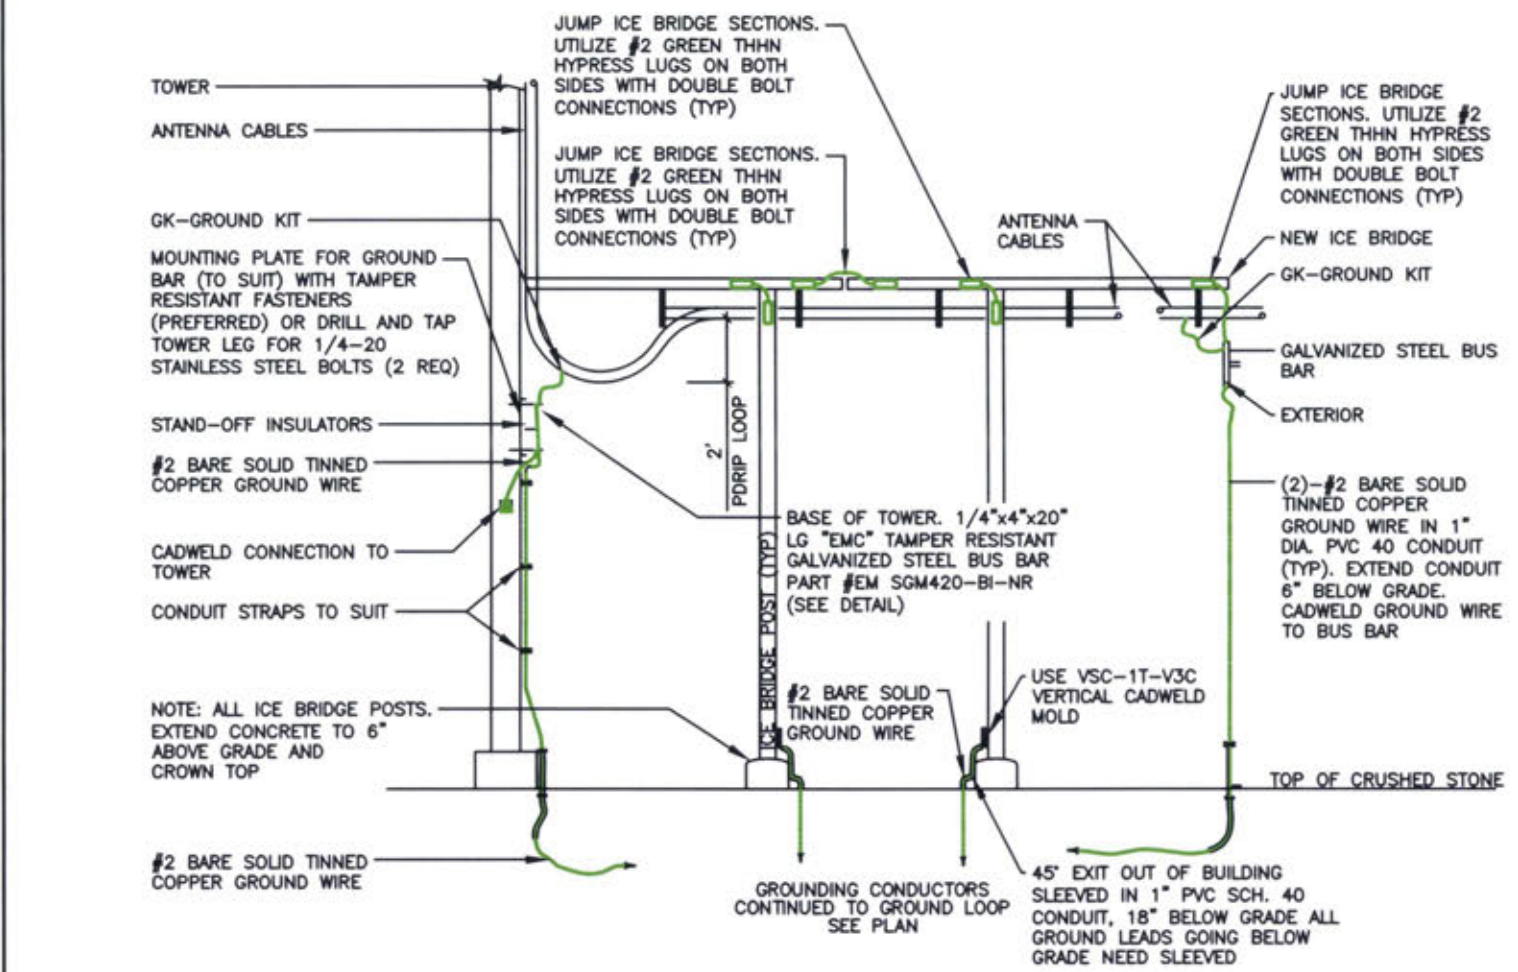 JUMP ICE BRIDGE SECTIONS.
UTILIZE #2 GREEN THHN
HYPRESS LUGS ON BOTH
SIDES WITH DOUBLE BOLT
CONNECTIONS (TYP)
JUMP ICE BRIDGE SECTIONS.
UTILIZE #2 GREEN THHN
HYPRESS LUGS ON BOTH
SIDES WITH DOUBLE BOLT
CONNECTIONS (TYP)
JUMP ICE BRIDGE
SECTIONS. UTILIZE #2
GREEN THHN HYPRESS
LUGS ON BOTH SIDES
WITH DOUBLE BOLT
CONNECTIONS (TYP)
TOWER
ANTENNA CABLES
GK-GROUND KIT
MOUNTING PLATE FOR GROUND
BAR (TO SUIT) WITH TAMPER
RESISTANT FASTENERS
(PREFERRED) OR DRILL AND TAP
TOWER LEG FOR 1/4-20
STAINLESS STEEL BOLTS (2 REQ)
STAND-OFF INSULATORS
#2 BARE SOLID TINNED
COPPER GROUND WIRE
CADWELD CONNECTION TO
TOWER
CONDUIT STRAPS TO SUIT
NOTE: ALL ICE BRIDGE POSTS.
EXTEND CONCRETE TO 6"
ABOVE GRADE AND
CROWN TOP
#2 BARE SOLID TINNED
COPPER GROUND WIRE
ANTENNA
CABLES
NEW ICE BRIDGE
GK-GROUND KIT
GALVANIZED STEEL BUS
BAR
EXTERIOR
(2)-#2 BARE SOLID
TINNED COPPER
GROUND WIRE IN 1"
DIA. PVC 40 CONDUIT
(TYP). EXTEND CONDUIT
6" BELOW GRADE.
CADWELD GROUND WIRE
TO BUS BAR
2'
PDRIP LOOP
ICE BRIDGE POST (TYP)
BASE OF TOWER. 1/4"x4"x20"
LG "EMC" TAMPER RESISTANT
GALVANIZED STEEL BUS BAR
PART #EM SGM420-BI-NR
(SEE DETAIL)
#2 BARE SOLID
TINNED COPPER
GROUND WIRE
USE VSC-1T-V3C
VERTICAL CADWELD
MOLD
TOP OF CRUSHED STONE
GROUNDING CONDUCTORS
CONTINUED TO GROUND LOOP
SEE PLAN
45° EXIT OUT OF BUILDING
SLEEVED IN 1" PVC SCH. 40
CONDUIT, 18" BELOW GRADE ALL
GROUND LEADS GOING BELOW
GRADE NEED SLEEVED